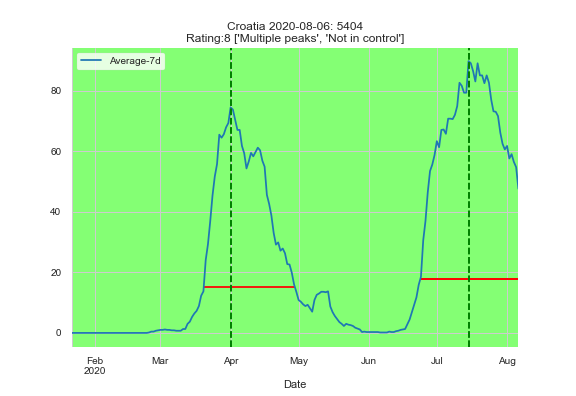 Croatia 2020-08-06: 5404
Rating:8 ['Multiple peaks', 'Not in control']
Average-7d
80
60
40
20
0
Feb Mar Apr May Jun Jul Aug
2020
Date